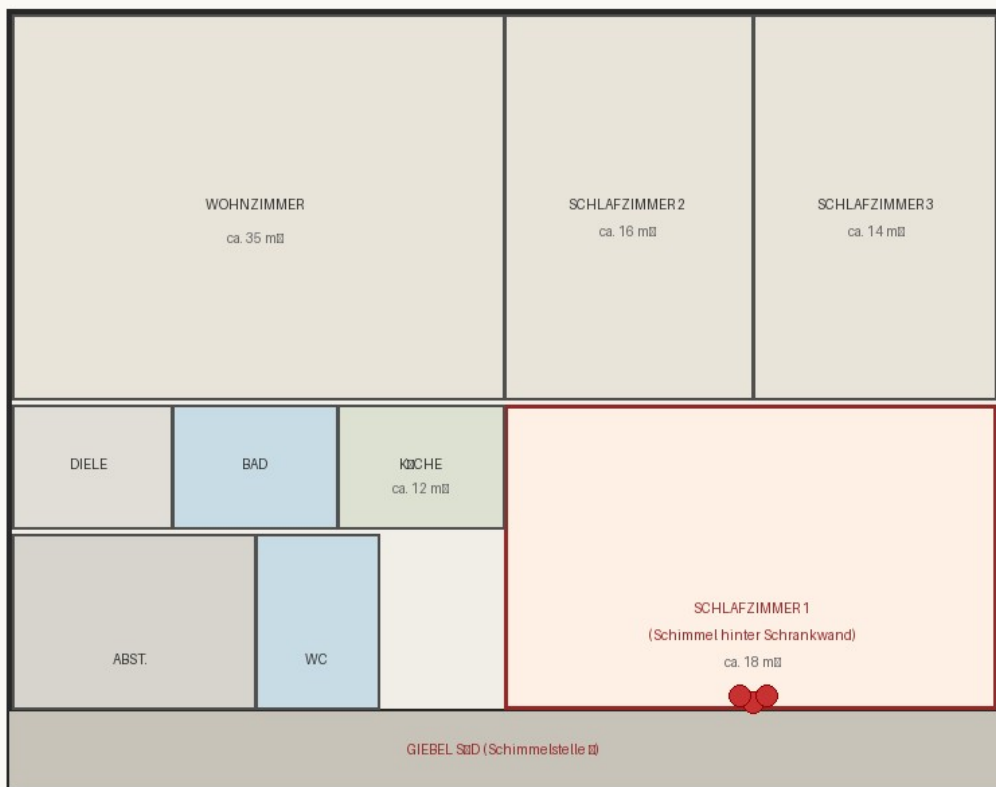 WOHNZIMMER
ca. 35 m▯
SCHLAFZIMMER 2
ca. 16 m▯
SCHLAFZIMMER 3
ca. 14 m▯
DIELE
BAD
K▯CHE
ca. 12 m▯
SCHLAFZIMMER 1
(Schimmel hinter Schrankwand)
ca. 18 m▯
ABST.
WC
GIEBEL S▯D (Schimmelstelle ▯)